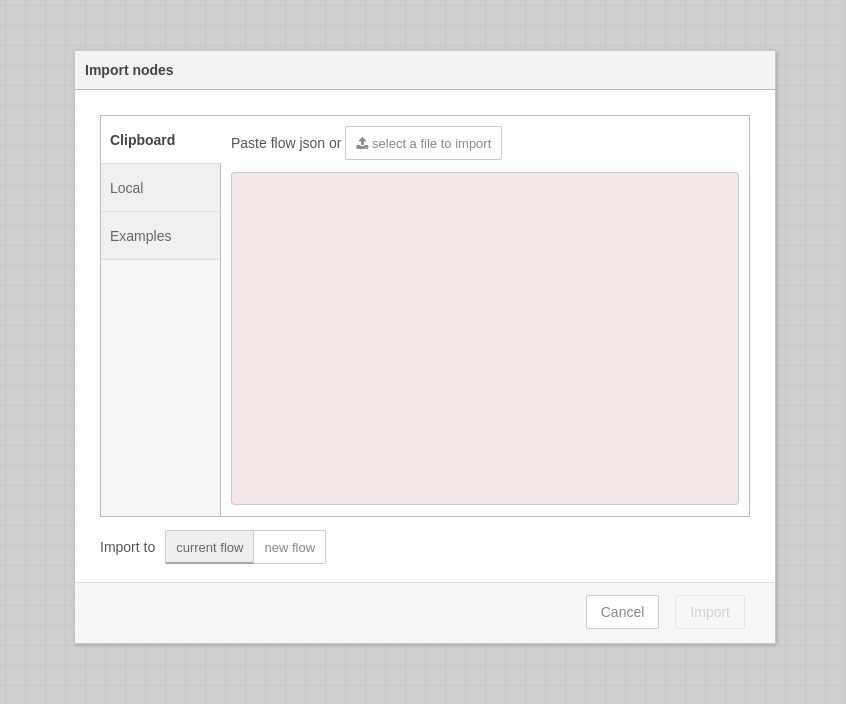 Import nodes
Clipboard
Paste flow json or select a file to import
Local
Examples
Import to current flow new flow
Cancel Import